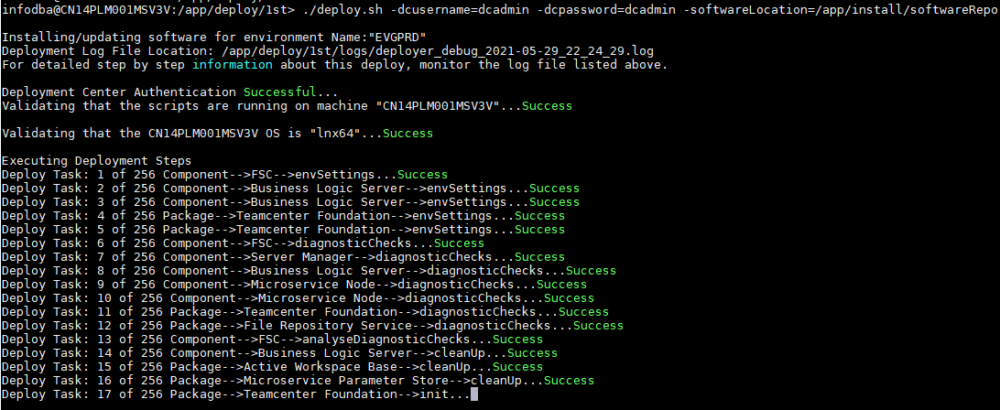 infodba@CN14PLM001MSV3V:/app/deploy/1st> ./deploy.sh -dcusername=dcadmin -dcpassword=dcadmin -softwareLocation=/app/install/softwareRepo
Installing/updating software for environment Name:"EVGPRD"
Deployment Log File Location: /app/deploy/1st/logs/deployer_debug_2021-05-29_22_24_29.log
For detailed step by step information about this deploy, monitor the log file listed above.
Deployment Center Authentication Successful...
Validating that the scripts are running on machine "CN14PLM001MSV3V"...Success
Validating that the CN14PLM001MSV3V OS is "lnx64"...Success
Executing Deployment Steps
Deploy Task: 1 of 256 Component-->FSC-->envSettings...Success
Deploy Task: 2 of 256 Component-->Business Logic Server-->envSettings...Success
Deploy Task: 3 of 256 Component-->Business Logic Server-->envSettings...Success
Deploy Task: 4 of 256 Package-->Teamcenter Foundation-->envSettings...Success
Deploy Task: 5 of 256 Package-->Teamcenter Foundation-->envSettings...Success
Deploy Task: 6 of 256 Component-->FSC-->diagnosticChecks...Success
Deploy Task: 7 of 256 Component-->Server Manager-->diagnosticChecks...Success
Deploy Task: 8 of 256 Component-->Business Logic Server-->diagnosticChecks...Success
Deploy Task: 9 of 256 Component-->Microservice Node-->diagnosticChecks...Success
Deploy Task: 10 of 256 Component-->Microservice Node-->diagnosticChecks...Success
Deploy Task: 11 of 256 Package-->Teamcenter Foundation-->diagnosticChecks...Success
Deploy Task: 12 of 256 Package-->File Repository Service-->diagnosticChecks...Success
Deploy Task: 13 of 256 Component-->FSC-->analyseDiagnosticChecks...Success
Deploy Task: 14 of 256 Component-->Business Logic Server-->cleanUp...Success
Deploy Task: 15 of 256 Package-->Active Workspace Base-->cleanUp...Success
Deploy Task: 16 of 256 Package-->Microservice Parameter Store-->cleanUp...Success
Deploy Task: 17 of 256 Package-->Teamcenter Foundation-->init...